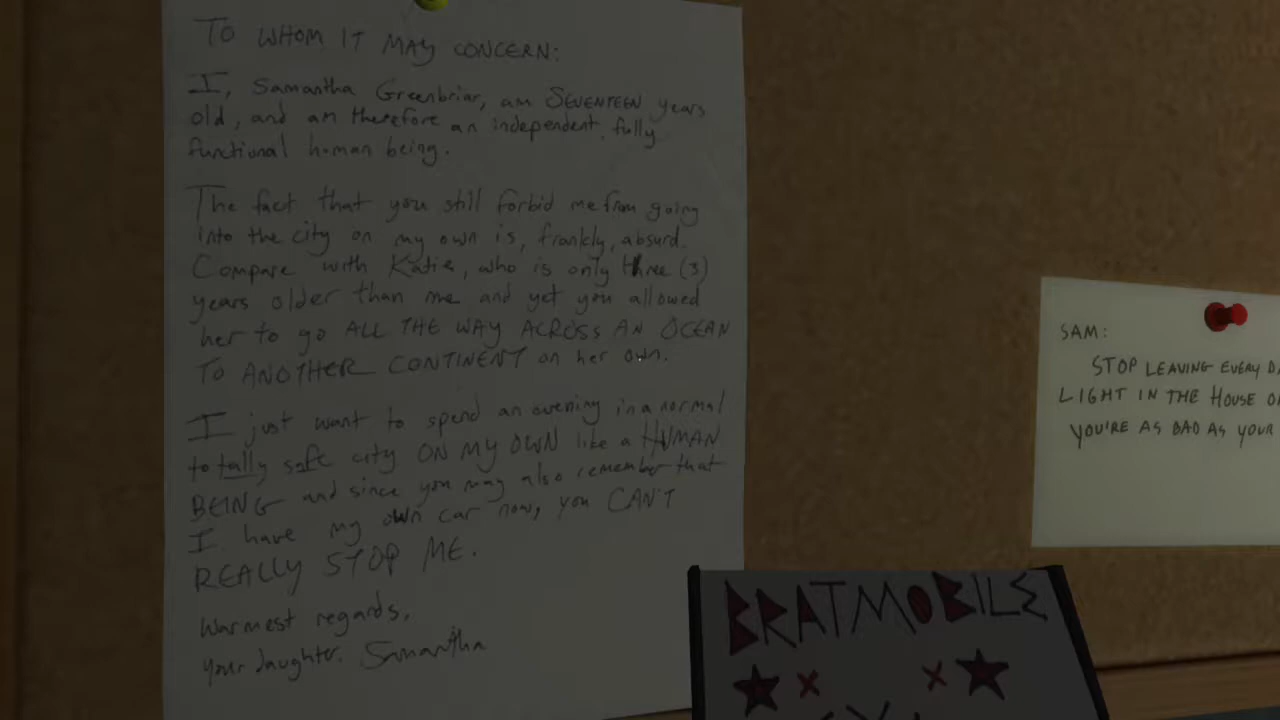 TO WHOM IT MAY CONCERN:
I, Samantha Greenbriar, am SEVENTEEN years
old, and am therefore an independent, fully
functional human being.
The fact that you still forbid me from going
into the city on my own is, frankly, absurd.
Compare with Katie, who is only three (3)
years older than me and yet you allowed
her to go ALL THE WAY ACROSS AN OCEAN
TO ANOTHER CONTINENT on her own.
I just want to spend an evening in a normal
totally safe city ON MY OWN like a HUMAN
BEING and since you may also remember that
I have my own car now, you CAN'T
REALLY STOP ME.
Warmest regards,
your daughter. Samantha
SAM:
STOP LEAVING EVERY
LIGHT IN THE HOUSE
YOU'RE AS BAD AS YOUR
BRATMOBILE